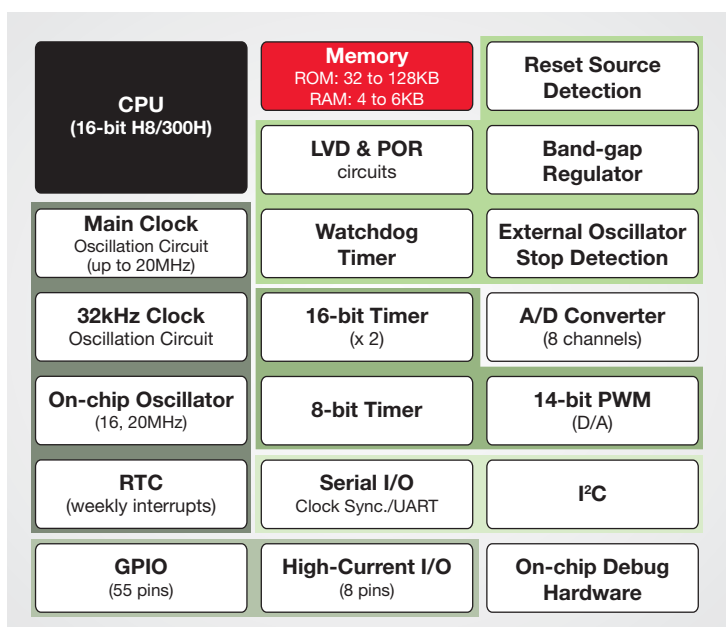 CPU
(16-bit H8/300H)
Memory
ROM: 32 to 128KB
RAM: 4 to 6KB
Reset Source
Detection
LVD & POR
circuits
Band-gap
Regulator
Main Clock
Oscillation Circuit
(up to 20MHz)
Watchdog
Timer
External Oscillator
Stop Detection
32kHz Clock
Oscillation Circuit
16-bit Timer
(x 2)
A/D Converter
(8 channels)
On-chip Oscillator
(16, 20MHz)
8-bit Timer
14-bit PWM
(D/A)
RTC
(weekly interrupts)
Serial I/O
Clock Sync./UART
I²C
GPIO
(55 pins)
High-Current I/O
(8 pins)
On-chip Debug
Hardware